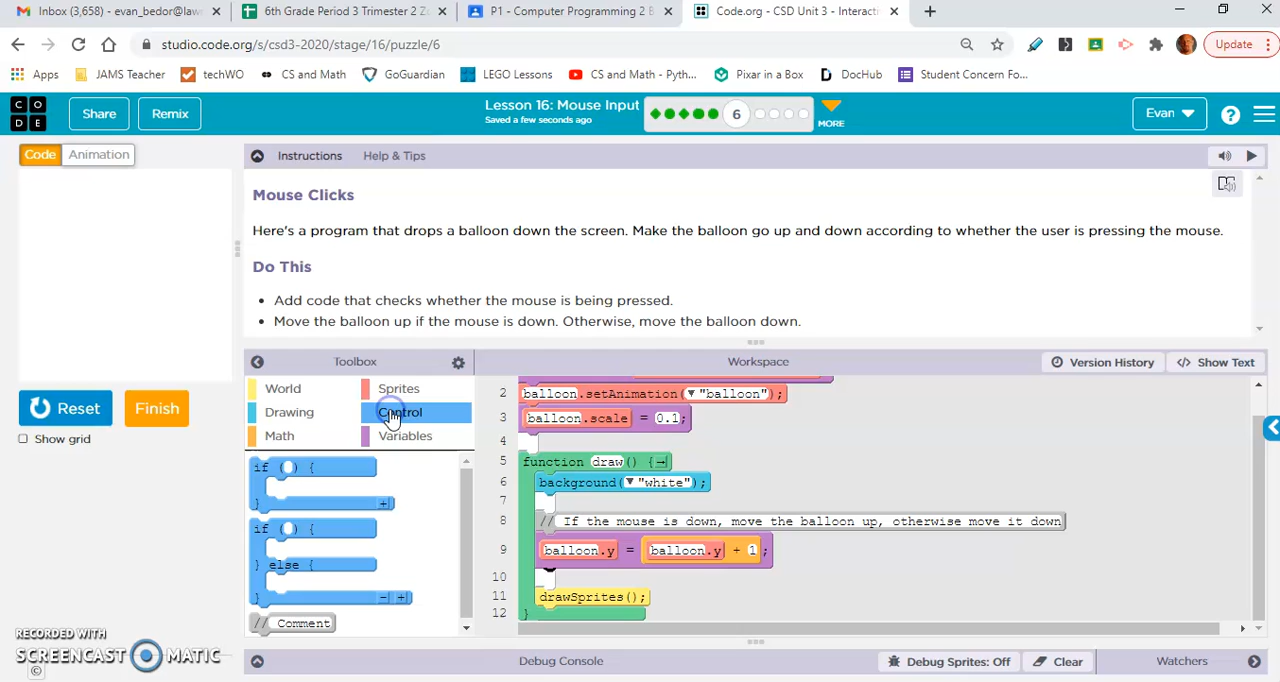 Inbox (3,658) - evan_bedor@law
6th Grade Period 3 Trimester 2 Z
P1 - Computer Programming 2 B
Code.org - CSD Unit 3 - Interac
studio.code.org/s/csd3-2020/stage/16/puzzle/6
Update
Apps
JAMS Teacher
techWO
CS and Math
GoGuardian
LEGO Lessons
CS and Math - Pyth...
Pixar in a Box
DocHub
Student Concern Fo...
C O
D E
Share
Remix
Lesson 16: Mouse Input
Saved a few seconds ago
6
MORE
Evan
?
Code
Animation
Instructions
Help & Tips
Mouse Clicks
Here's a program that drops a balloon down the screen. Make the balloon go up and down according to whether the user is pressing the mouse.
Do This
• Add code that checks whether the mouse is being pressed.
• Move the balloon up if the mouse is down. Otherwise, move the balloon down.
Toolbox
Workspace
Version History
</> Show Text
World
Sprites
Drawing
Control
Math
Variables
Reset
Finish
Show grid
if ( ) {
}
if ( ) {
} else {
}
// Comment
2 balloon.setAnimation("balloon");
3 balloon.scale = 0.1;
4
5 function draw() {
6 background("white");
7
8 // If the mouse is down, move the balloon up, otherwise move it down
9 balloon.y = balloon.y + 1;
10
11 drawSprites();
12 }
Debug Console
Debug Sprites: Off
Clear
Watchers
RECORDED WITH
SCREENCAST MATIC
©